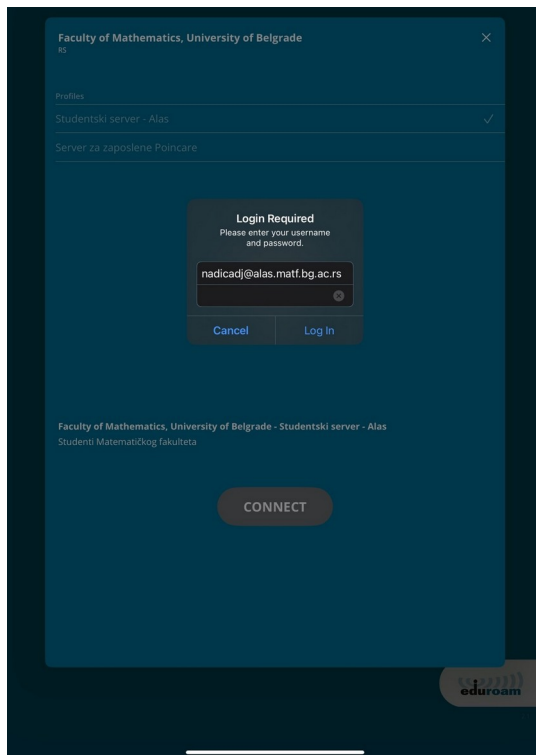 Faculty of Mathematics, University of Belgrade
RS
Profiles
Studentski server - Alas
Server za zaposlene Poincare
Login Required
Please enter your username
and password.
nadicadj@alas.matf.bg.ac.rs
Cancel
Log In
Faculty of Mathematics, University of Belgrade - Studentski server - Alas
Studenti Matematičkog fakulteta
CONNECT
eduroam